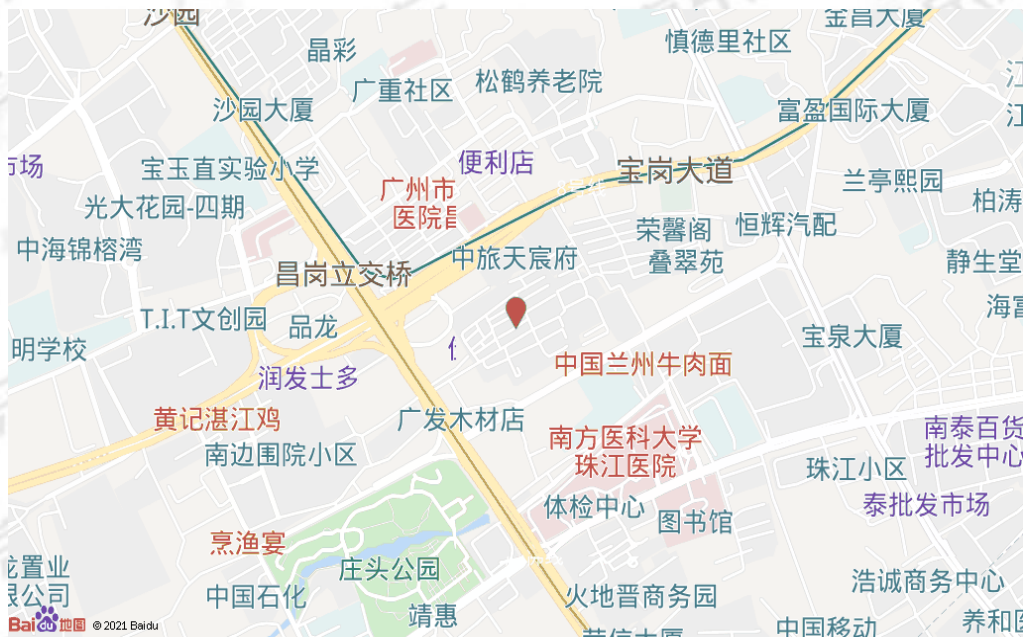 沙园
金昌大厦
晶彩
慎德里社区
广重社区
松鹤养老院
沙园大厦
富盈国际大厦
市场
宝玉直实验小学
便利店
宝岗大道
广州市
医院
兰亭熙园
光大花园-四期
柏涛
荣馨阁
恒辉汽配
中海锦榕湾
中旅天宸府
叠翠苑
静生堂
昌岗立交桥
T.I.T文创园
品龙
海富
宝泉大厦
明学校
中国兰州牛肉面
润发士多
黄记湛江鸡
广发木材店
南泰百货
批发中心
南方医科大学
珠江医院
南边围院小区
珠江小区
体检中心
图书馆
泰批发市场
烹渔宴
庄头公园
龙置业
限公司
中国石化
浩诚商务中心
火地晋商务园
靖惠
中国移动
养和医
Bai du 地图
© 2021 Baidu